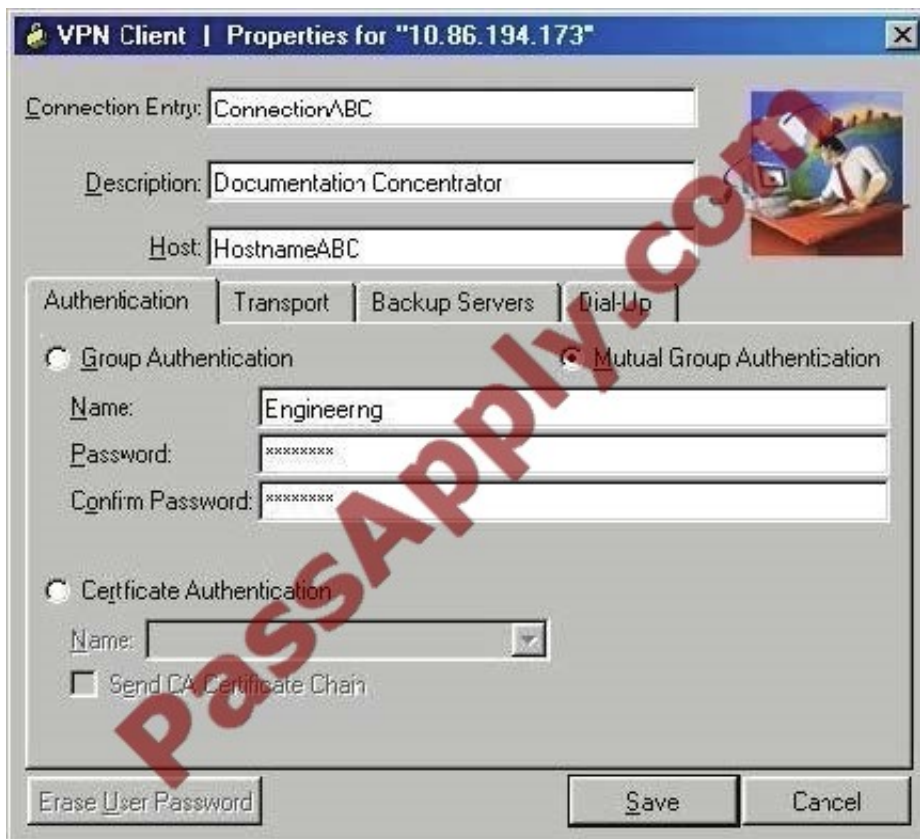 VPN Client | Properties for "10.86.194.173"
Connection Entry: ConnectionABC
Description: Documentation Concentrator
Host: HostnameABC
Authentication Transport Backup Servers Dial-Up
Group Authentication Mutual Group Authentication
Name: Engineerng
Password: ********
Confirm Password: ********
Certficate Authentication
Name:
Send CA Certificate Chain
Erase User Password Save Cancel
PassApply.com